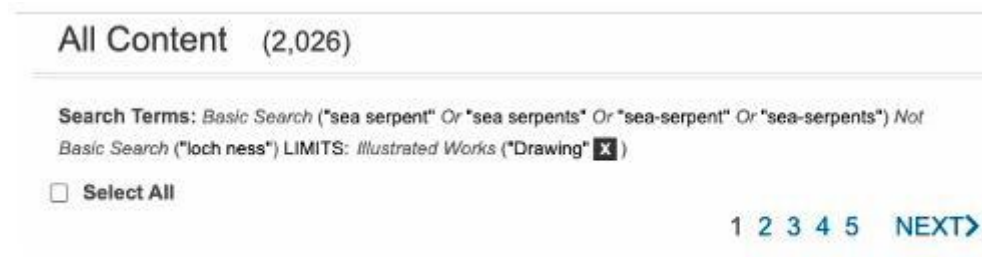 All Content (2,026)
Search Terms: Basic Search ("sea serpent" Or "sea serpents" Or "sea-serpent" Or "sea-serpents") Not
Basic Search ("loch ness") LIMITS: Illustrated Works ("Drawing" X )
Select All
1 2 3 4 5 NEXT>